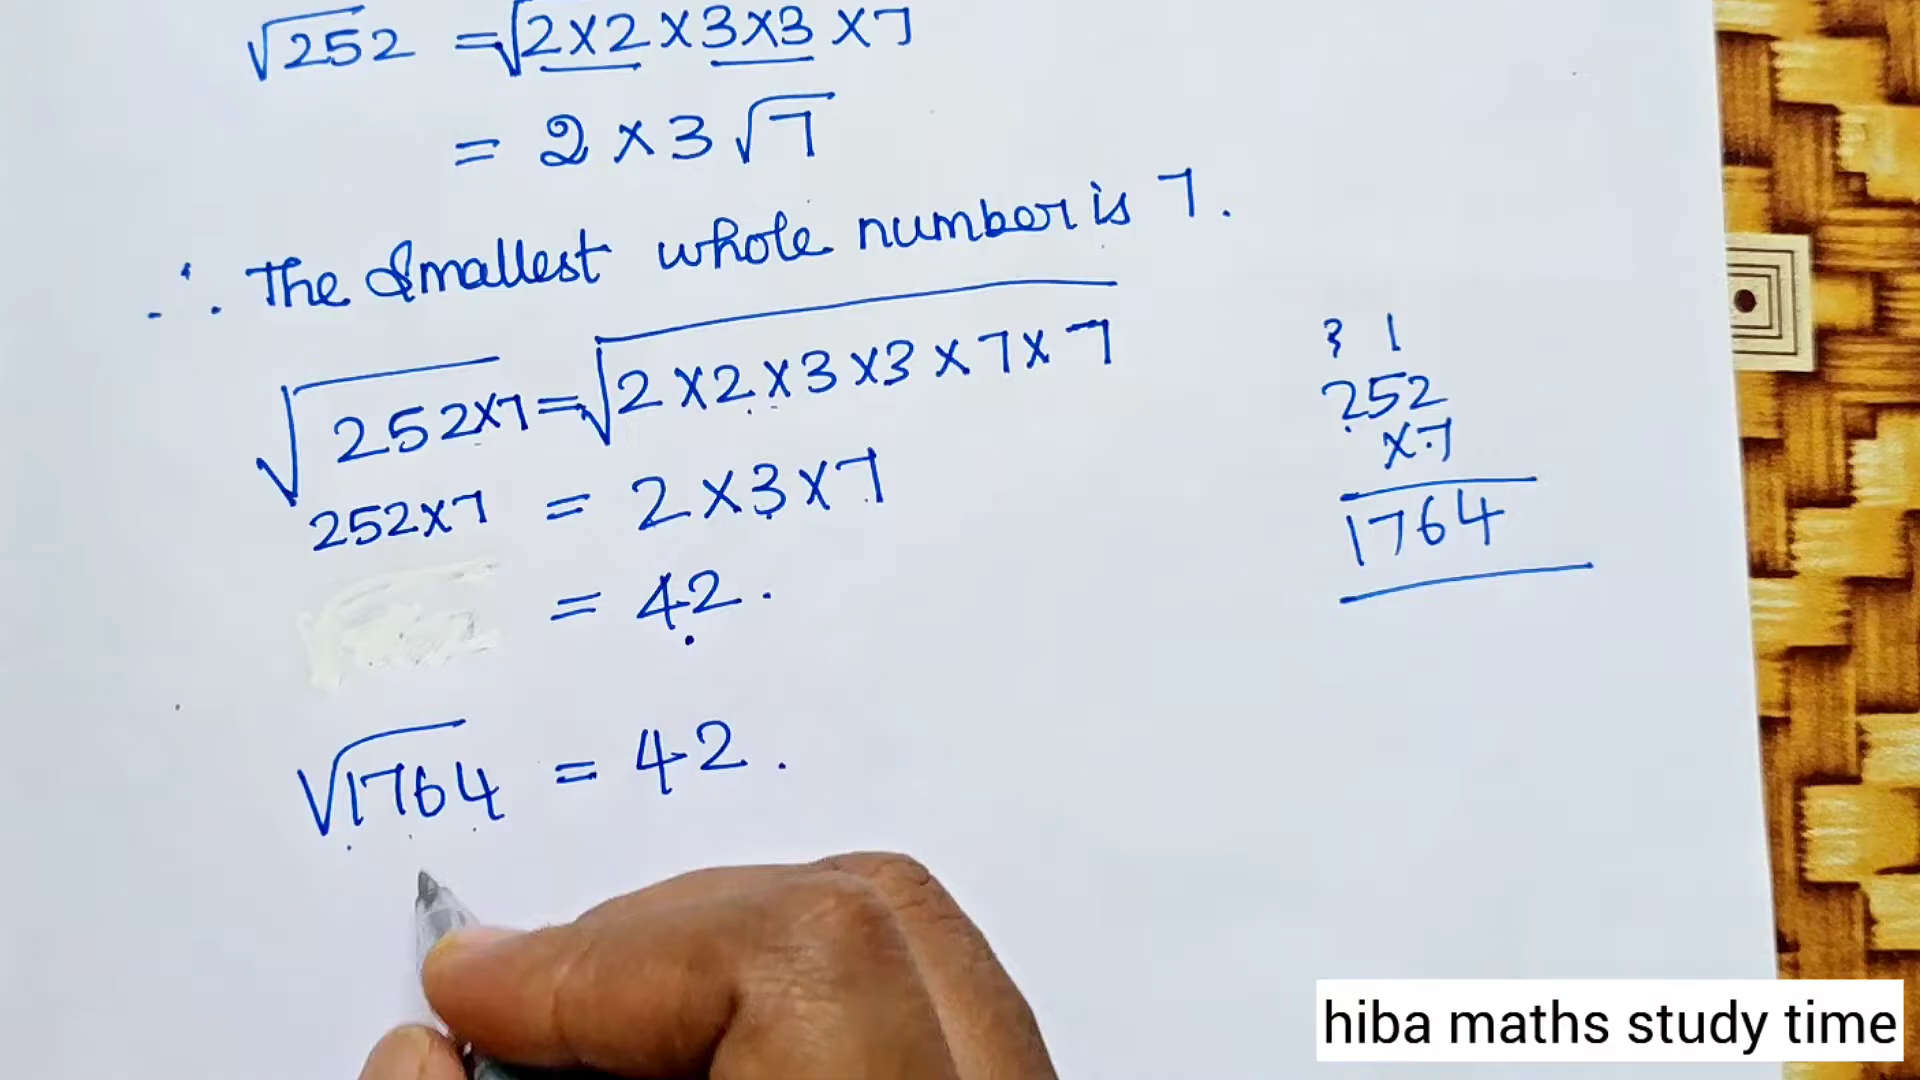 √252 = √2×2×3×3×7
= 2×3√7
∴ The smallest whole number is 7.
√252×7 = √2×2×3×3×7×7
252×7 = 2×3×7
= 42.
√1764 = 42.
3 1
252
×7
1764
hiba maths study time